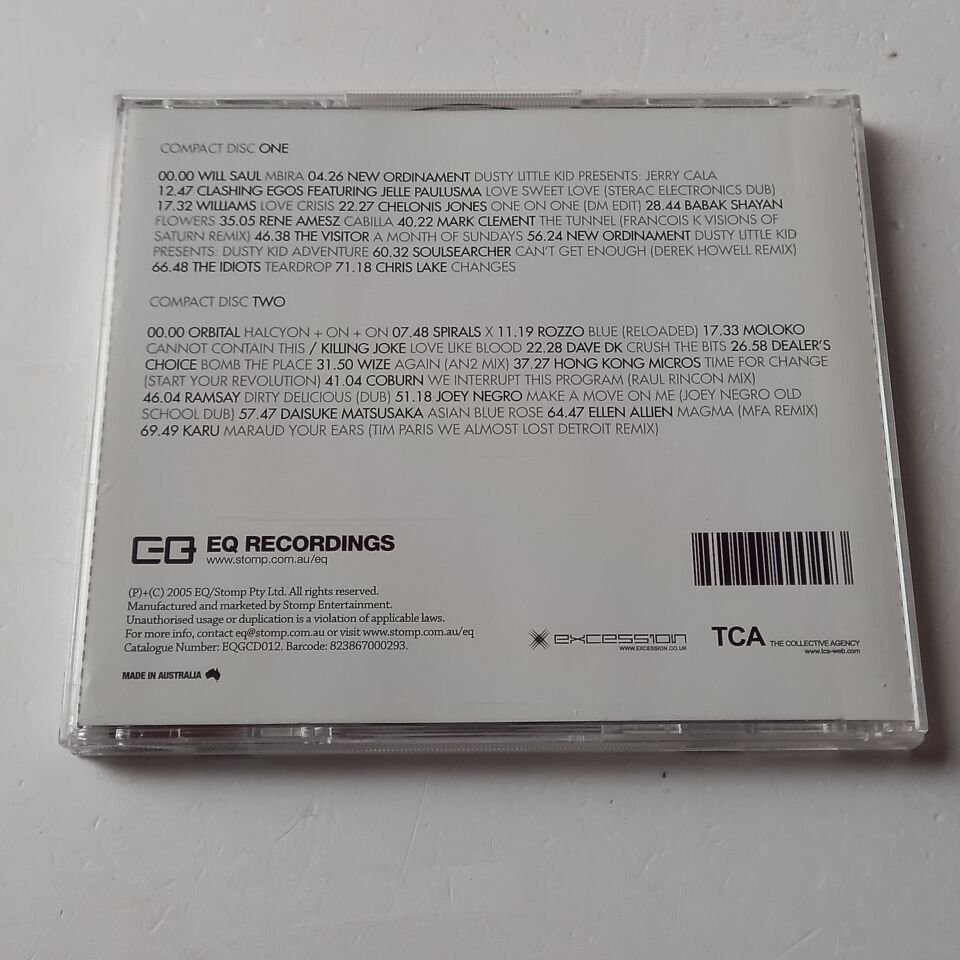 COMPACT DISC ONE
00.00 WILL SAUL MBIRA 04.26 NEW ORDINAMENT DUSTY LITTLE KID PRESENTS: JERRY CALA
12.47 CLASHING EGOS FEATURING JELLE PAULUSMA LOVE SWEET LOVE (STERAC ELECTRONICS DUB)
17.32 WILLIAMS LOVE CRISIS 22.27 CHELONIS JONES ONE ON ONE (DM EDIT) 28.44 BABAK SHAYAN
FLOWERS 35.05 RENE AMESZ CABILLA 40.22 MARK CLEMENT THE TUNNEL (FRANCOIS K VISIONS OF
SATURN REMIX) 46.38 THE VISITOR A MONTH OF SUNDAYS 56.24 NEW ORDINAMENT DUSTY LITTLE KID
PRESENTS: DUSTY KID ADVENTURE 60.32 SOULSEARCHER CAN'T GET ENOUGH (DEREK HOWELL REMIX)
66.48 THE IDIOTS TEARDROP 71.18 CHRIS LAKE CHANGES
COMPACT DISC TWO
00.00 ORBITAL HALCYON + ON + ON 07.48 SPIRALS X 11.19 ROZZO BLUE (RELOADED) 17.33 MOLOKO
CANNOT CONTAIN THIS / KILLING JOKE LOVE LIKE BLOOD 22.28 DAVE DK CRUSH THE BITS 26.58 DEALER'S
CHOICE BOMB THE PLACE 31.50 WIZE AGAIN (AN2 MIX) 37.27 HONG KONG MICROS TIME FOR CHANGE
(START YOUR REVOLUTION) 41.04 COBURN WE INTERRUPT THIS PROGRAM (RAUL RINCON MIX)
46.04 RAMSAY DIRTY DELICIOUS (DUB) 51.18 JOEY NEGRO MAKE A MOVE ON ME (JOEY NEGRO OLD
SCHOOL DUB) 57.47 DAISUKE MATSUSAKA ASIAN BLUE ROSE 64.47 ELLEN ALLIEN MAGMA (MFA REMIX)
69.49 KARU MARAUD YOUR EARS (TIM PARIS WE ALMOST LOST DETROIT REMIX)
EQ EQ RECORDINGS
www.stomp.com.au/eq
(P)+(C) 2005 EQ/Stomp Pty Ltd. All rights reserved.
Manufactured and marketed by Stomp Entertainment.
Unauthorised usage or duplication is a violation of applicable laws.
For more info, contact eq@stomp.com.au or visit www.stomp.com.au/eq
Catalogue Number: EQGCD012. Barcode: 823867000293.
MADE IN AUSTRALIA
excession
WWW.EXCESSION.CO.UK
TCA THE COLLECTIVE AGENCY
www.tca-web.com